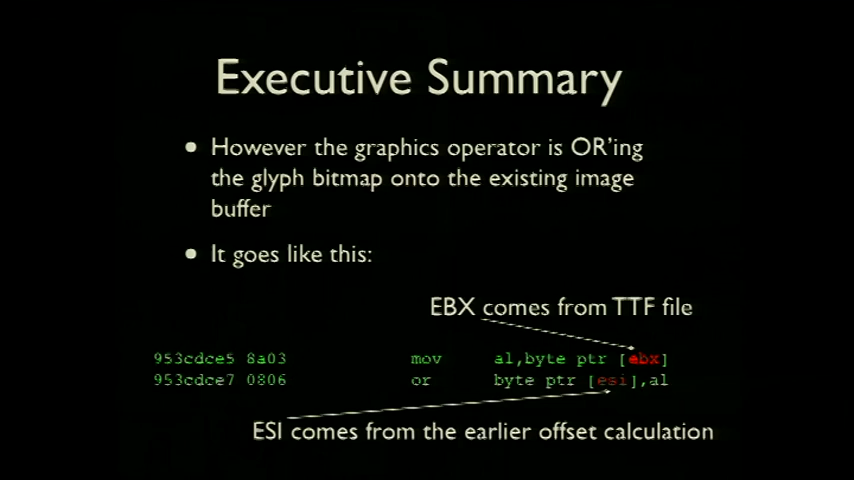 Executive Summary
• However the graphics operator is OR'ing
the glyph bitmap onto the existing image
buffer
• It goes like this:
EBX comes from TTF file
953cdce5 8a03 mov al,byte ptr [ebx]
953cdce7 0806 or byte ptr [esi],al
ESI comes from the earlier offset calculation